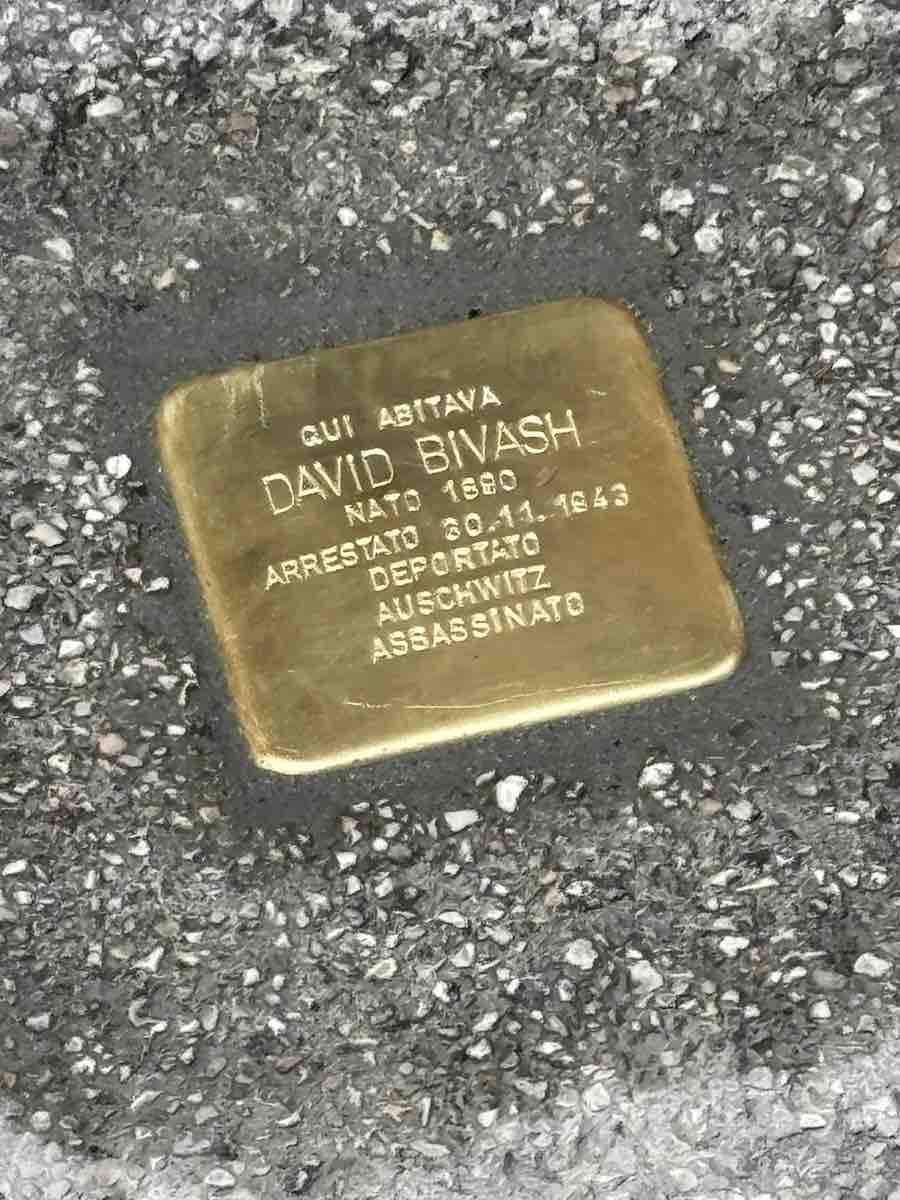 QUI ABITAVA
DAVID BIVASH
NATO 1880
ARRESTATO 30.11.1943
DEPORTATO
AUSCHWITZ
ASSASSINATO